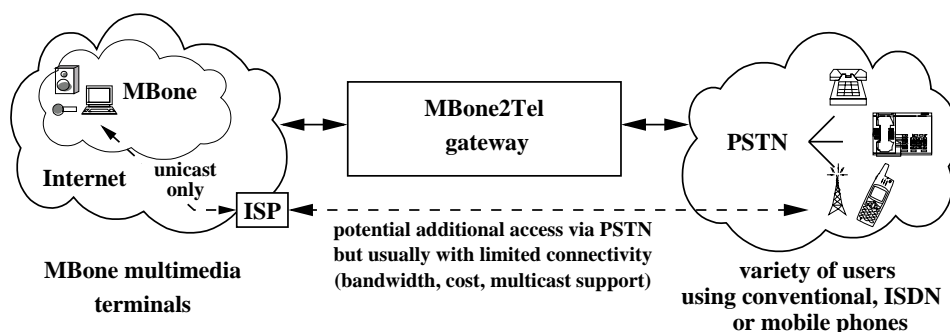 MBone
Internet
unicast
only
ISP
MBone multimedia
terminals
MBone2Tel
gateway
potential additional access via PSTN
but usually with limited connectivity
(bandwidth, cost, multicast support)
PSTN
variety of users
using conventional, ISDN
or mobile phones